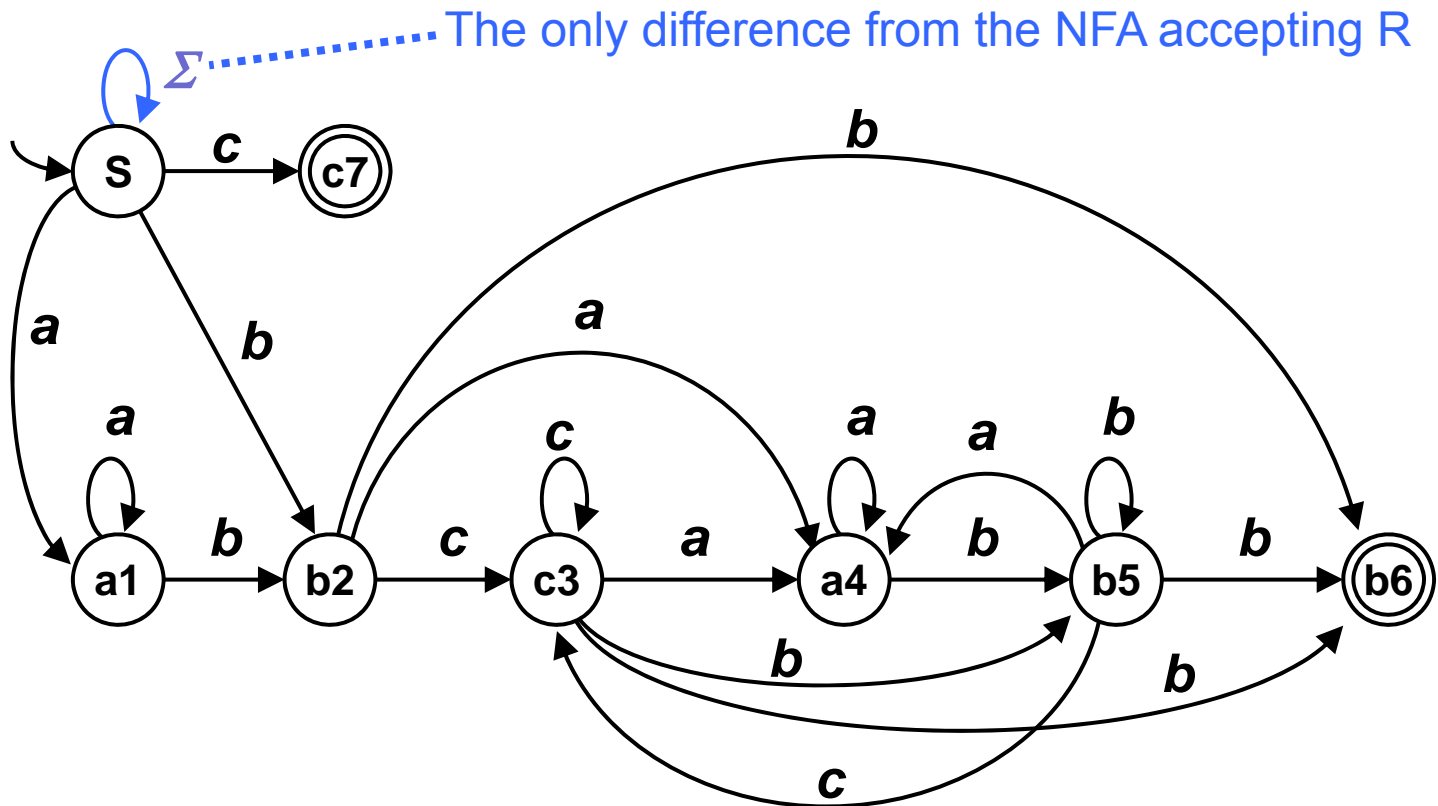 The only difference from the NFA accepting R
Σ
b
S
c
c7
a
b
a
a
c
a
a
b
a1
b
b2
c
c3
a
a4
b
b5
b
b6
b
b
c